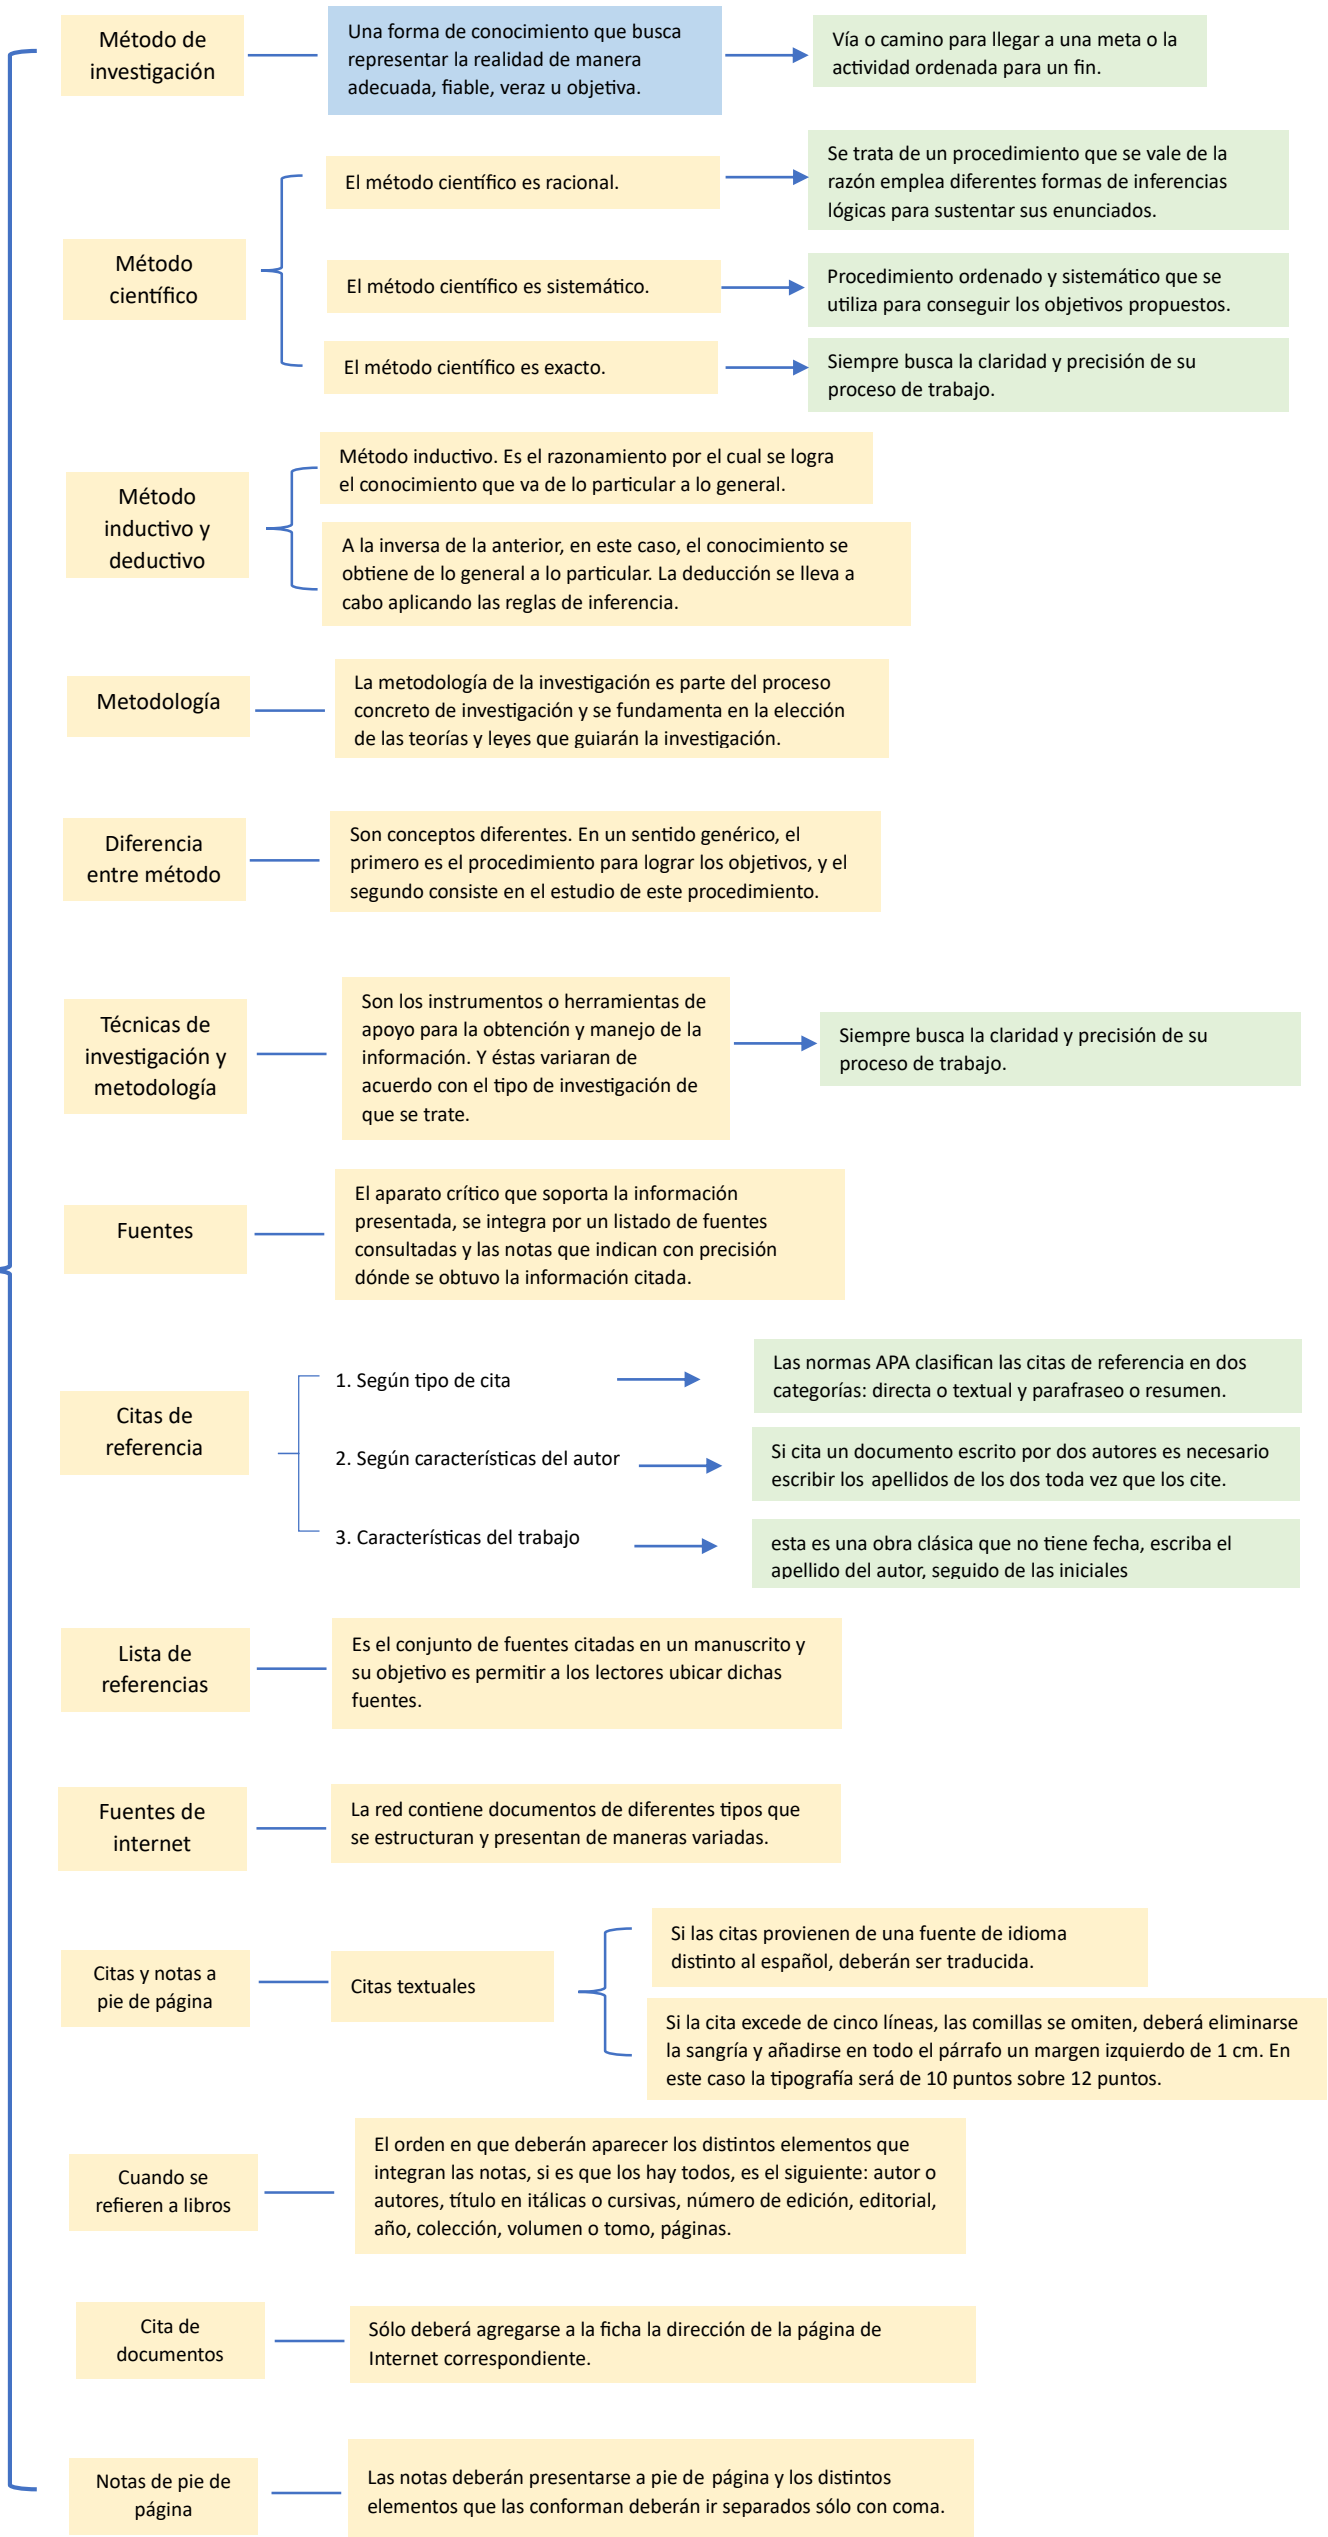 Método de
investigación
Una forma de conocimiento que busca
representar la realidad de manera
adecuada, fiable, veraz u objetiva.
Vía o camino para llegar a una meta o la
actividad ordenada para un fin.
Método
científico
El método científico es racional.
Se trata de un procedimiento que se vale de la
razón emplea diferentes formas de inferencias
lógicas para sustentar sus enunciados.
El método científico es sistemático.
Procedimiento ordenado y sistemático que se
utiliza para conseguir los objetivos propuestos.
El método científico es exacto.
Siempre busca la claridad y precisión de su
proceso de trabajo.
Método
inductivo y
deductivo
Método inductivo. Es el razonamiento por el cual se logra
el conocimiento que va de lo particular a lo general.
A la inversa de la anterior, en este caso, el conocimiento se
obtiene de lo general a lo particular. La deducción se lleva a
cabo aplicando las reglas de inferencia.
Metodología
La metodología de la investigación es parte del proceso
concreto de investigación y se fundamenta en la elección
de las teorías y leyes que guiarán la investigación.
Diferencia
entre método
Son conceptos diferentes. En un sentido genérico, el
primero es el procedimiento para lograr los objetivos, y el
segundo consiste en el estudio de este procedimiento.
Técnicas de
investigación y
metodología
Son los instrumentos o herramientas de
apoyo para la obtención y manejo de la
información. Y éstas variaran de
acuerdo con el tipo de investigación de
que se trate.
Siempre busca la claridad y precisión de su
proceso de trabajo.
Fuentes
El aparato crítico que soporta la información
presentada, se integra por un listado de fuentes
consultadas y las notas que indican con precisión
dónde se obtuvo la información citada.
Citas de
referencia
1. Según tipo de cita
Las normas APA clasifican las citas de referencia en dos
categorías: directa o textual y parafraseo o resumen.
2. Según características del autor
Si cita un documento escrito por dos autores es necesario
escribir los apellidos de los dos toda vez que los cite.
3. Características del trabajo
esta es una obra clásica que no tiene fecha, escriba el
apellido del autor, seguido de las iniciales
Lista de
referencias
Es el conjunto de fuentes citadas en un manuscrito y
su objetivo es permitir a los lectores ubicar dichas
fuentes.
Fuentes de
internet
La red contiene documentos de diferentes tipos que
se estructuran y presentan de maneras variadas.
Citas y notas a
pie de página
Citas textuales
Si las citas provienen de una fuente de idioma
distinto al español, deberán ser traducida.
Si la cita excede de cinco líneas, las comillas se omiten, deberá eliminarse
la sangría y añadirse en todo el párrafo un margen izquierdo de 1 cm. En
este caso la tipografía será de 10 puntos sobre 12 puntos.
Cuando se
refieren a libros
El orden en que deberán aparecer los distintos elementos que
integran las notas, si es que los hay todos, es el siguiente: autor o
autores, título en itálicas o cursivas, número de edición, editorial,
año, colección, volumen o tomo, páginas.
Cita de
documentos
Sólo deberá agregarse a la ficha la dirección de la página de
Internet correspondiente.
Notas de pie de
página
Las notas deberán presentarse a pie de página y los distintos
elementos que las conforman deberán ir separados sólo con coma.